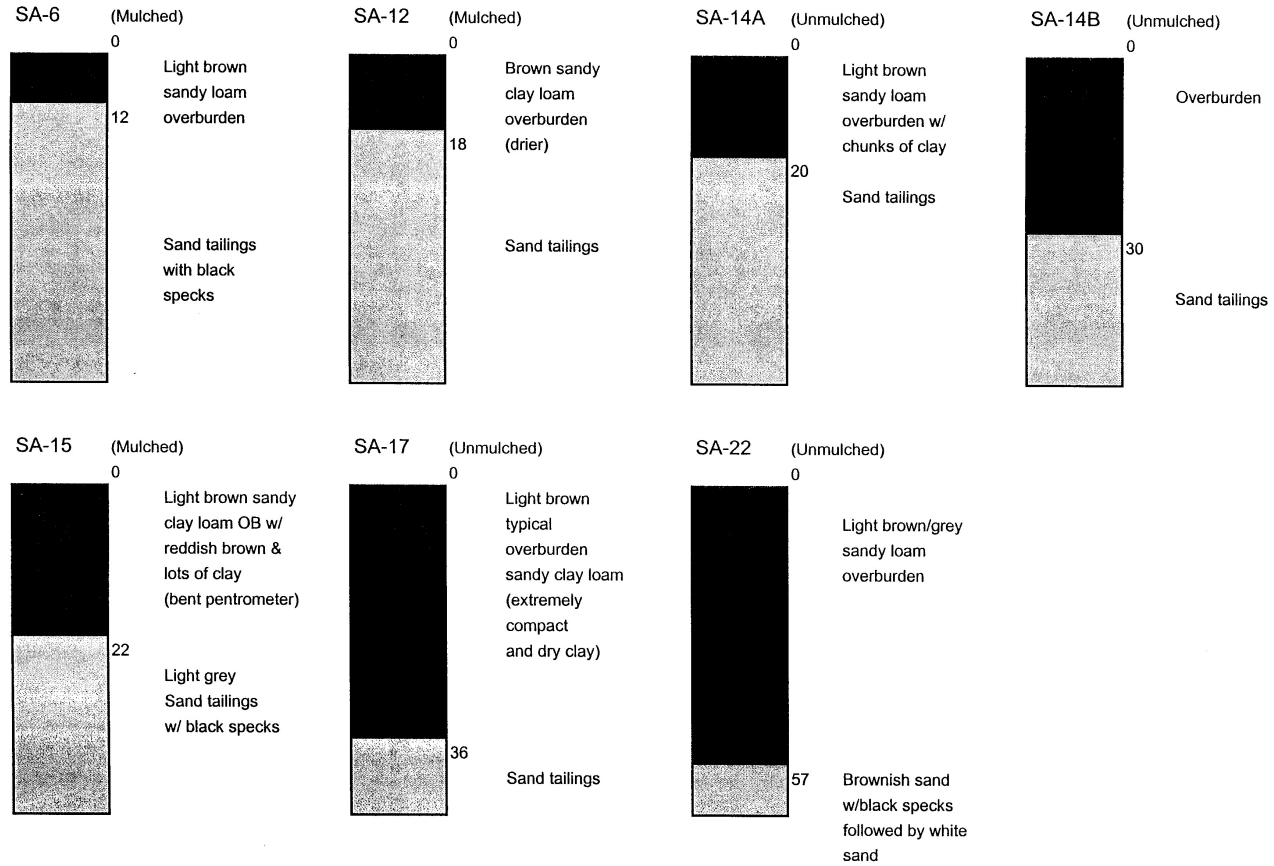 SA-6 (Mulched)
0
Light brown
sandy loam
overburden
12
Sand tailings
with black
specks
SA-12 (Mulched)
0
Brown sandy
clay loam
overburden
(drier)
18
Sand tailings
SA-14A (Unmulched)
0
Light brown
sandy loam
overburden w/
chunks of clay
20
Sand tailings
SA-14B (Unmulched)
0
Overburden
30
Sand tailings
SA-15 (Mulched)
0
Light brown sandy
clay loam OB w/
reddish brown &
lots of clay
(bent pentrometer)
22
Light grey
Sand tailings
w/ black specks
SA-17 (Unmulched)
0
Light brown
typical
overburden
sandy clay loam
(extremely
compact
and dry clay)
36
Sand tailings
SA-22 (Unmulched)
0
Light brown/grey
sandy loam
overburden
57
Brownish sand
w/black specks
followed by white
sand